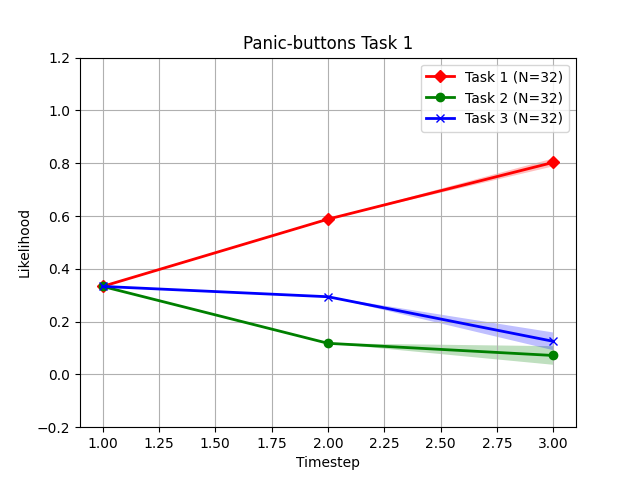 Panic-buttons Task 1
Task 1 (N=32)
Task 2 (N=32)
Task 3 (N=32)
Likelihood
1.2
1.0
0.8
0.6
0.4
0.2
0.0
−0.2
1.00 1.25 1.50 1.75 2.00 2.25 2.50 2.75 3.00
Timestep